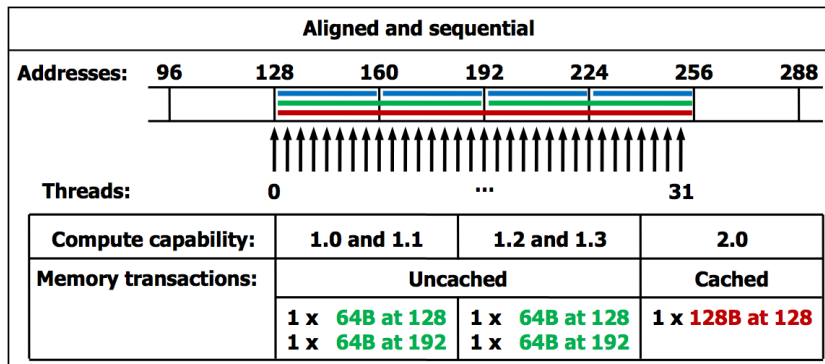 Aligned and sequential
Addresses: 96 128 160 192 224 256 288
Threads: 0 ... 31
Compute capability: 1.0 and 1.1 1.2 and 1.3 2.0
Memory transactions: Uncached Cached
1 x 64B at 128 1 x 64B at 128 1 x 128B at 128
1 x 64B at 192 1 x 64B at 192